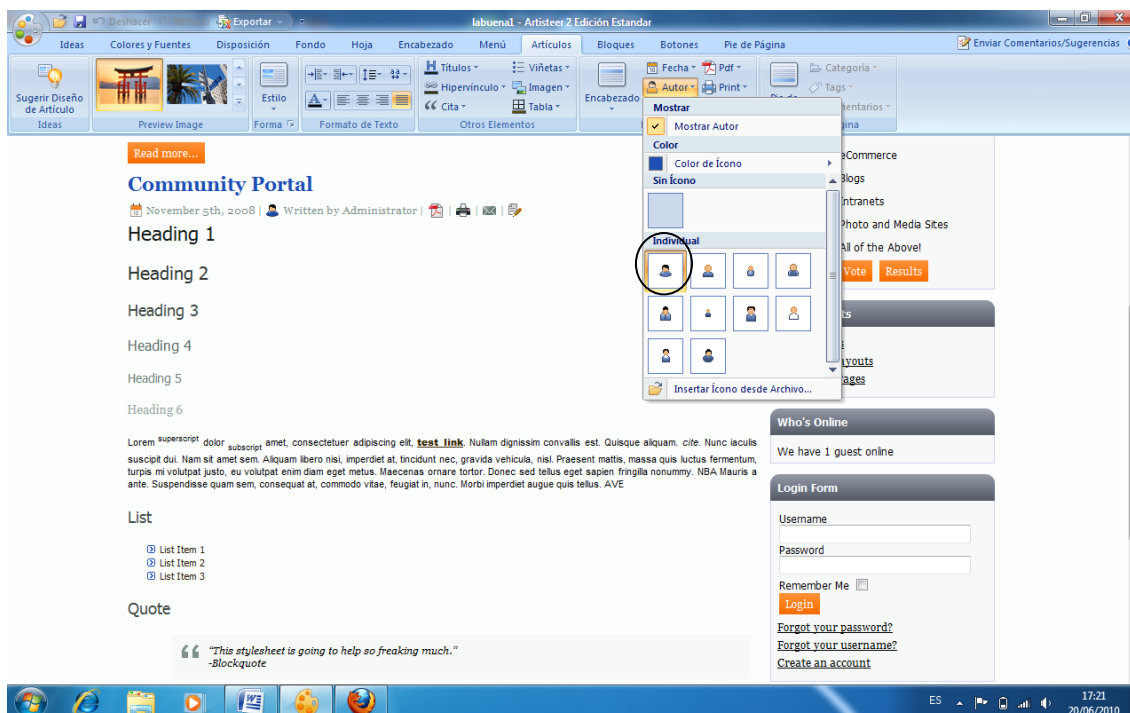 Deshacer
Exportar
labuena1 - Artisteer 2 Edición Estandar
Ideas Colores y Fuentes Disposición Fondo Hoja Encabezado Menú Artículos Bloques Botones Pie de Página Enviar Comentarios/Sugerencias
Sugerir Diseño de Artículo
Ideas
Preview Image
Estilo
Forma
Formato de Texto
Títulos
Viñetas
Hipervínculo
Imagen
Cita
Tabla
Otros Elementos
Encabezado
Fecha
Pdf
Autor
Print
Categoría
Tags
Mostrar
Mostrar Autor
Color
Color de Ícono
Sin Ícono
Individual
Insertar Ícono desde Archivo...
Read more...
Community Portal
November 5th, 2008 | Written by Administrator | | | |
Heading 1
Heading 2
Heading 3
Heading 4
Heading 5
Heading 6
Lorem superscript dolor subscript amet, consectetuer adipiscing elit, test link. Nullam dignissim convallis est. Quisque aliquam. cite. Nunc iaculis
suscipit dui. Nam sit amet sem. Aliquam libero nisi, imperdiet at, tincidunt nec, gravida vehicula, nisl. Praesent mattis, massa quis luctus fermentum,
turpis mi volutpat justo, eu volutpat enim diam eget metus. Maecenas ornare tortor. Donec sed tellus eget sapien fringilla nonummy. NBA Mauris a
ante. Suspendisse quam sem, consequat at, commodo vitae, feugiat in, nunc. Morbi imperdiet augue quis tellus. AVE
List
List Item 1
List Item 2
List Item 3
Quote
“This stylesheet is going to help so freaking much.”
-Blockquote
eCommerce
Blogs
Intranets
Photo and Media Sites
All of the Above!
Vote Results
Who's Online
We have 1 guest online
Login Form
Username
Password
Remember Me
Login
Forgot your password?
Forgot your username?
Create an account
ES
17:21
20/06/2010